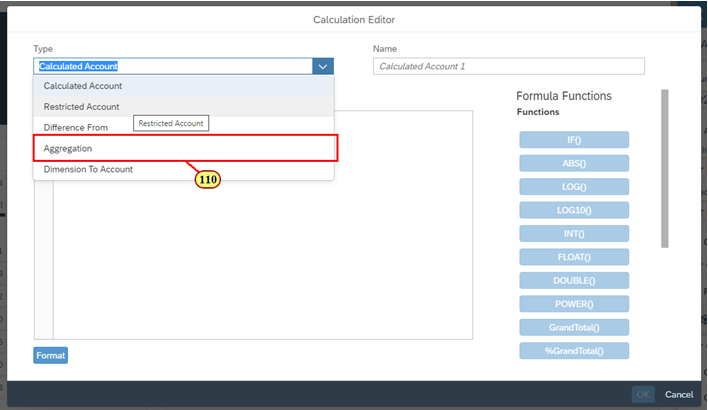 Calculation Editor
Type
Name
Calculated Account
Calculated Account 1
Calculated Account
Restricted Account
Difference From
Restricted Account
Aggregation
Dimension To Account
110
Formula Functions
Functions
IF()
ABS()
LOG()
LOG10()
INT()
FLOAT()
DOUBLE()
POWER()
GrandTotal()
%GrandTotal()
Format
OK
Cancel